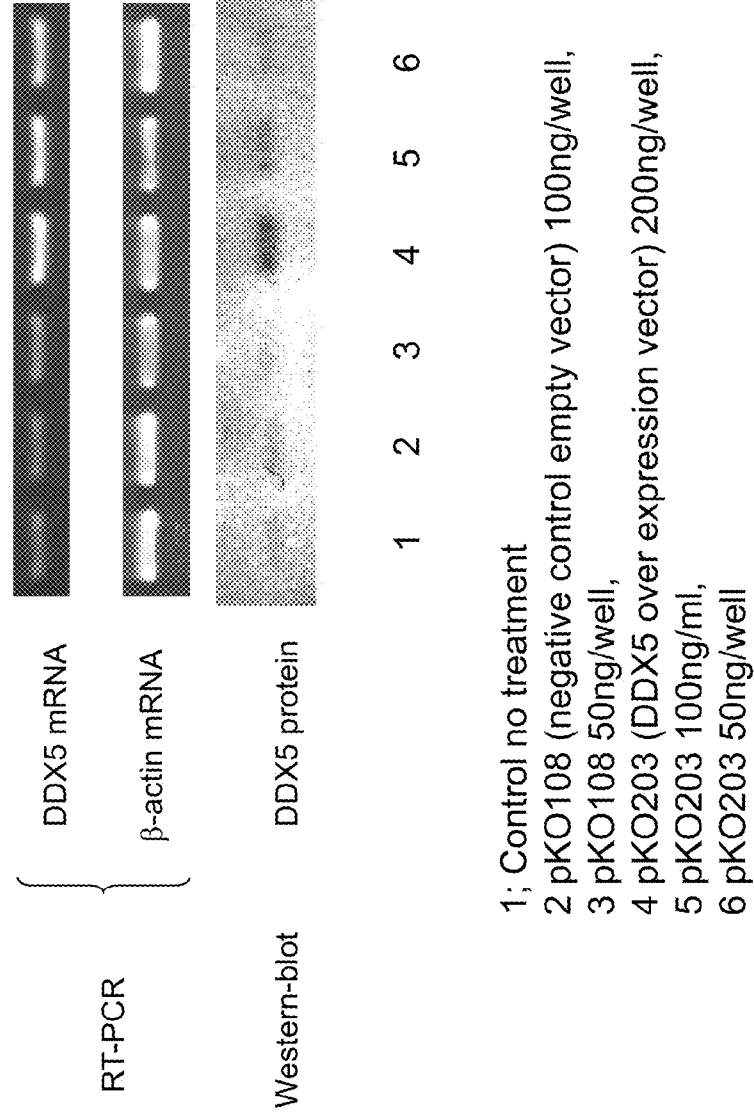 RT-PCR
DDX5 mRNA
β-actin mRNA
Western-blot
DDX5 protein
1 2 3 4 5 6
1; Control no treatment
2 pKO108 (negative control empty vector) 100ng/well,
3 pKO108 50ng/well,
4 pKO203 (DDX5 over expression vector) 200ng/well,
5 pKO203 100ng/ml,
6 pKO203 50ng/well